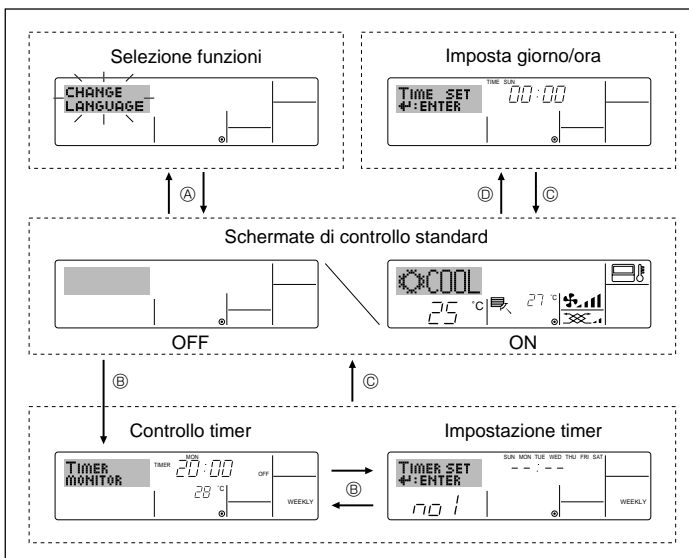 Selezione funzioni
CHANGE
LANGUAGE
Imposta giorno/ora
TIME SUN
TIME SET 00:00
↵:ENTER
Ⓐ
Ⓓ
Ⓒ
Schermate di controllo standard
COOL
25 °C
27 °C
OFF
ON
Ⓑ
Ⓒ
Controllo timer
MON
TIMER 20:00 OFF
TIMER
MONITOR
28 °C
WEEKLY
Ⓑ
Impostazione timer
SUN MON TUE WED THU FRI SAT
TIMER SET --:--
↵:ENTER
no 1
WEEKLY